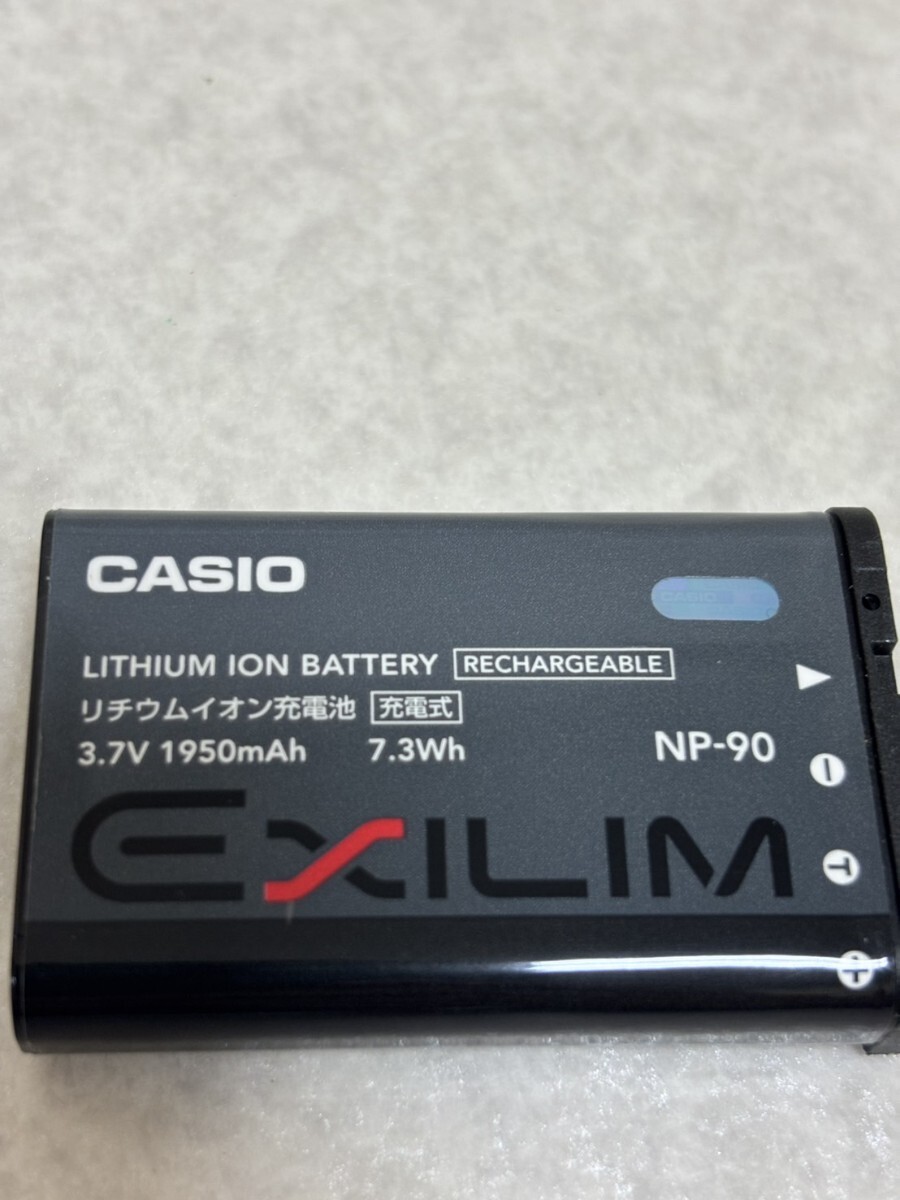 CASIO
CASIO
LITHIUM ION BATTERY RECHARGEABLE
リチウムイオン充電池 充電式
3.7V 1950mAh 7.3Wh NP-90
EXILIM
T
+